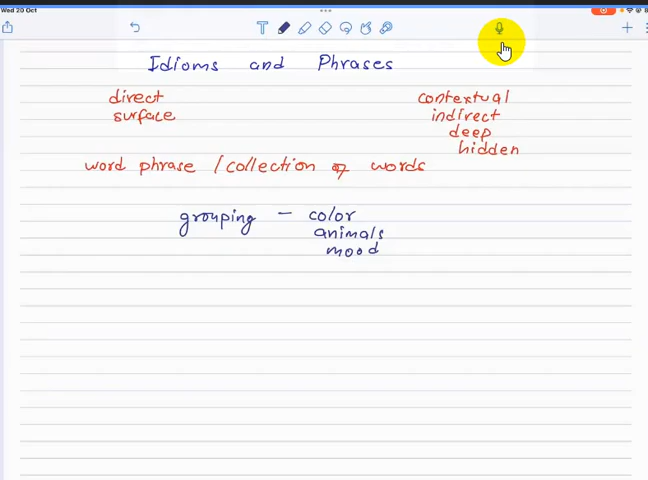 Wed 20 Oct
Idioms and Phrases
direct contextual
surface indirect
deep
hidden
word phrase / collection of words
grouping - color
animals
mood